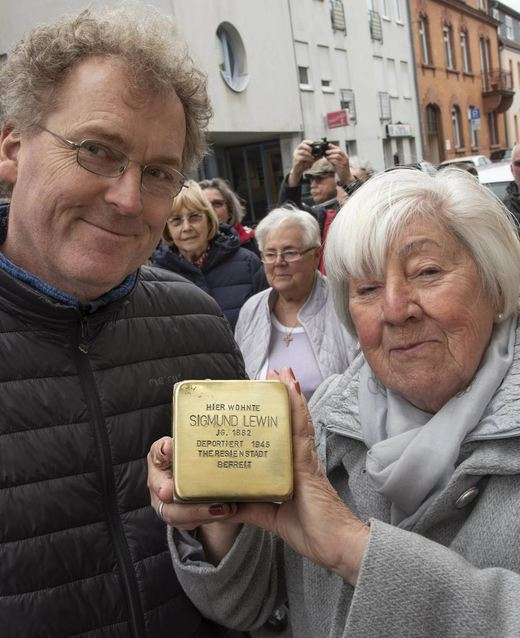 HIER WOHNTE
SIGMUND LEWIN
JG. 1882
DEPORTIERT 1945
THERESIENSTADT
BEFREIT